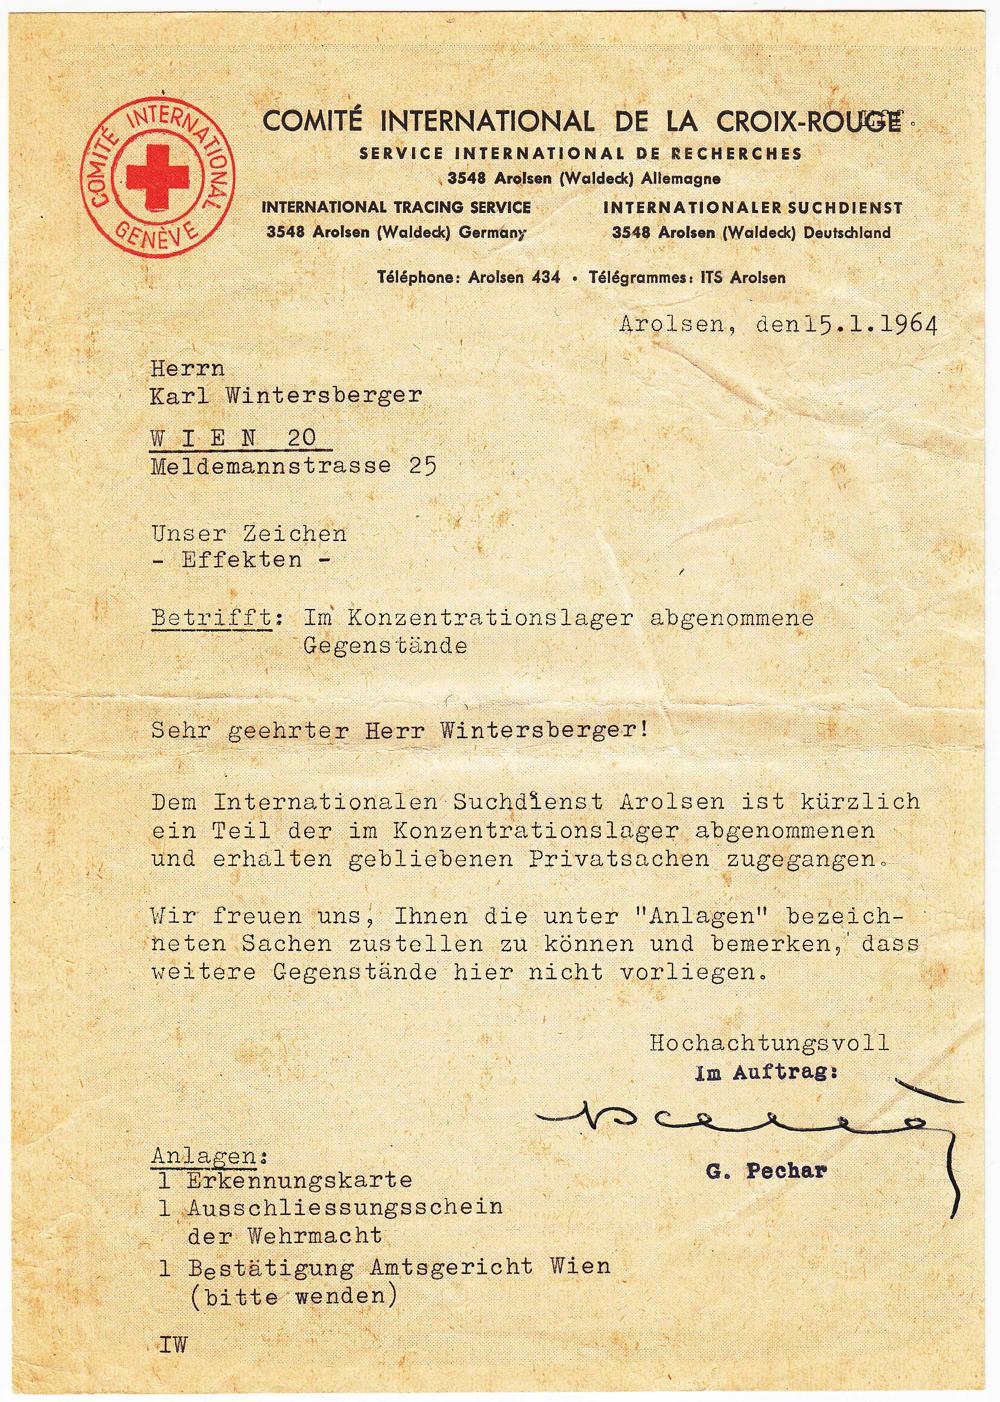 COMITÉ INTERNATIONAL
GENÈVE
COMITÉ INTERNATIONAL DE LA CROIX-ROUGE
Eff.
SERVICE INTERNATIONAL DE RECHERCHES
3548 Arolsen (Waldeck) Allemagne
INTERNATIONAL TRACING SERVICE
3548 Arolsen (Waldeck) Germany
INTERNATIONALER SUCHDIENST
3548 Arolsen (Waldeck) Deutschland
Téléphone: Arolsen 434 • Télégrammes: ITS Arolsen
Arolsen, den 15.1.1964
Herrn
Karl Wintersberger
W I E N 20
Meldemannstrasse 25
Unser Zeichen
- Effekten -
Betrifft: Im Konzentrationslager abgenommene
Gegenstände
Sehr geehrter Herr Wintersberger!
Dem Internationalen Suchdienst Arolsen ist kürzlich
ein Teil der im Konzentrationslager abgenommenen
und erhalten gebliebenen Privatsachen zugegangen.
Wir freuen uns, Ihnen die unter "Anlagen" bezeich-
neten Sachen zustellen zu können und bemerken, dass
weitere Gegenstände hier nicht vorliegen.
Hochachtungsvoll
Im Auftrag:
G. Pechar
Anlagen:
1 Erkennungskarte
1 Ausschliessungsschein
der Wehrmacht
1 Bestätigung Amtsgericht Wien
(bitte wenden)
IW